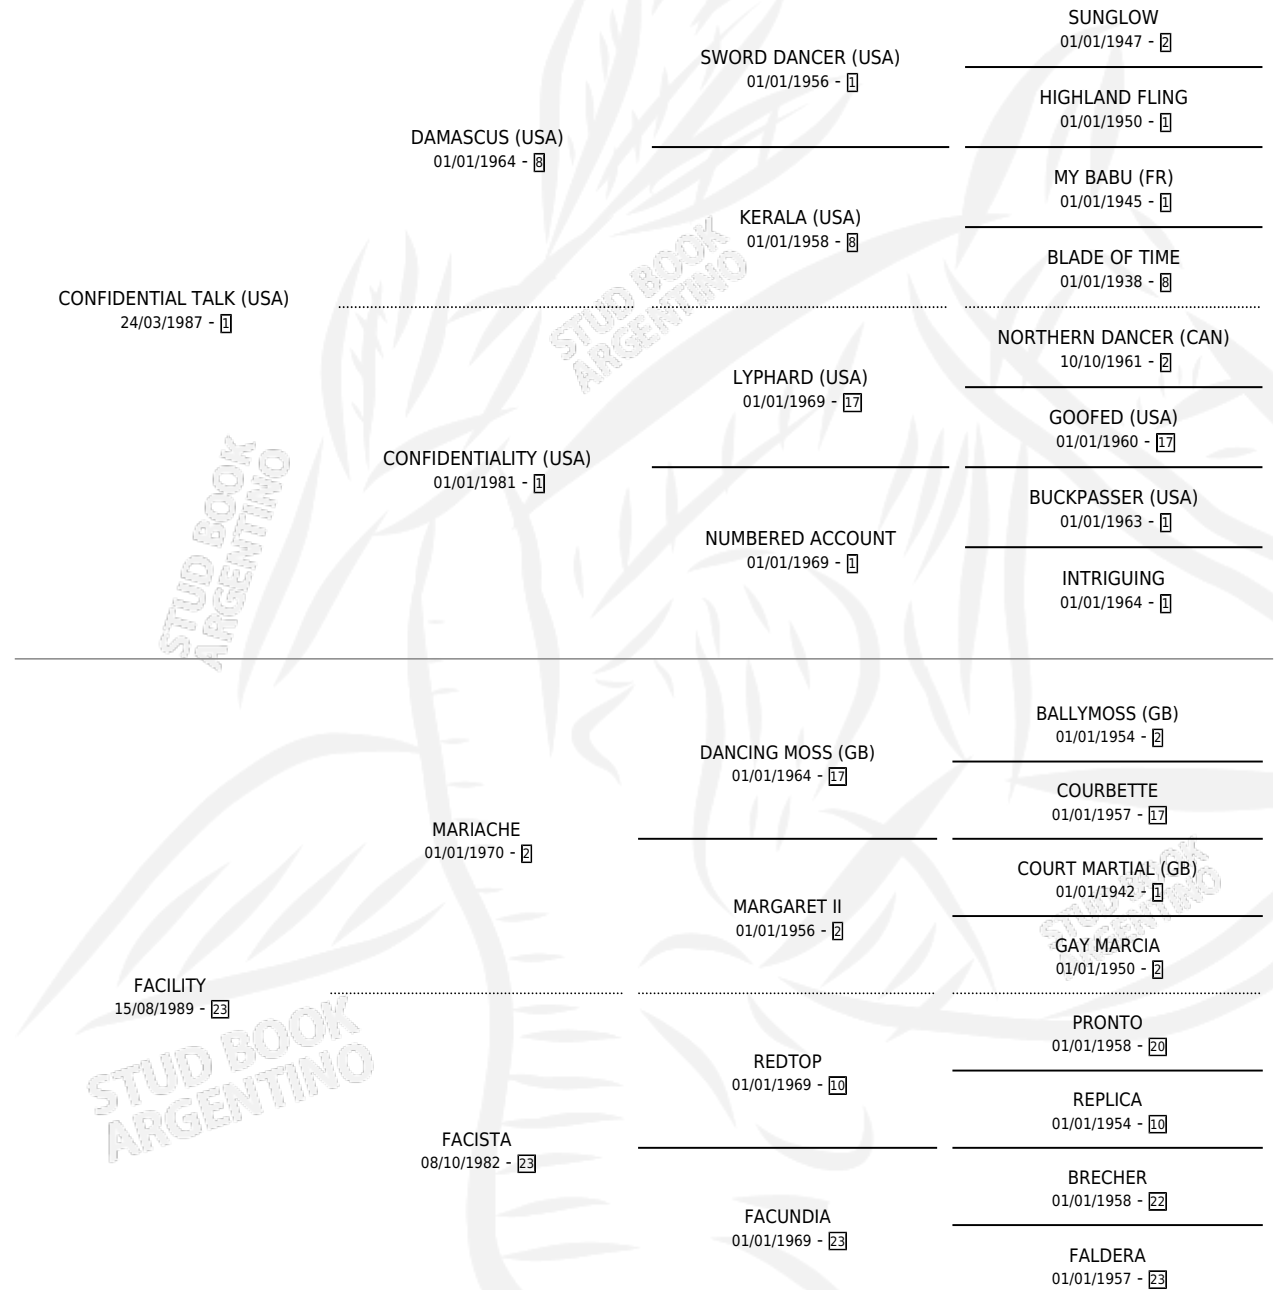 SUNGLOW
01/01/1947 - 2
SWORD DANCER (USA)
01/01/1956 - 1
HIGHLAND FLING
01/01/1950 - 1
DAMASCUS (USA)
01/01/1964 - 8
MY BABU (FR)
01/01/1945 - 1
KERALA (USA)
01/01/1958 - 8
BLADE OF TIME
01/01/1938 - 8
CONFIDENTIAL TALK (USA)
24/03/1987 - 1
NORTHERN DANCER (CAN)
10/10/1961 - 2
LYPHARD (USA)
01/01/1969 - 17
GOOFED (USA)
01/01/1960 - 17
CONFIDENTIALITY (USA)
01/01/1981 - 1
BUCKPASSER (USA)
01/01/1963 - 1
NUMBERED ACCOUNT
01/01/1969 - 1
INTRIGUING
01/01/1964 - 1
BALLYMOSS (GB)
01/01/1954 - 2
DANCING MOSS (GB)
01/01/1964 - 17
COURBETTE
01/01/1957 - 17
MARIACHE
01/01/1970 - 2
COURT MARTIAL (GB)
01/01/1942 - 1
MARGARET II
01/01/1956 - 2
GAY MARCIA
01/01/1950 - 2
FACILITY
15/08/1989 - 23
PRONTO
01/01/1958 - 20
REDTOP
01/01/1969 - 10
REPLICA
01/01/1954 - 10
FACISTA
08/10/1982 - 23
BRECHER
01/01/1958 - 22
FACUNDIA
01/01/1969 - 23
FALDERA
01/01/1957 - 23
STUD BOOK
ARGENTINO
STUD BOOK
ARGENTINO
STUD BOOK
ARGENTINO
STUD BOOK
ARGENTINO